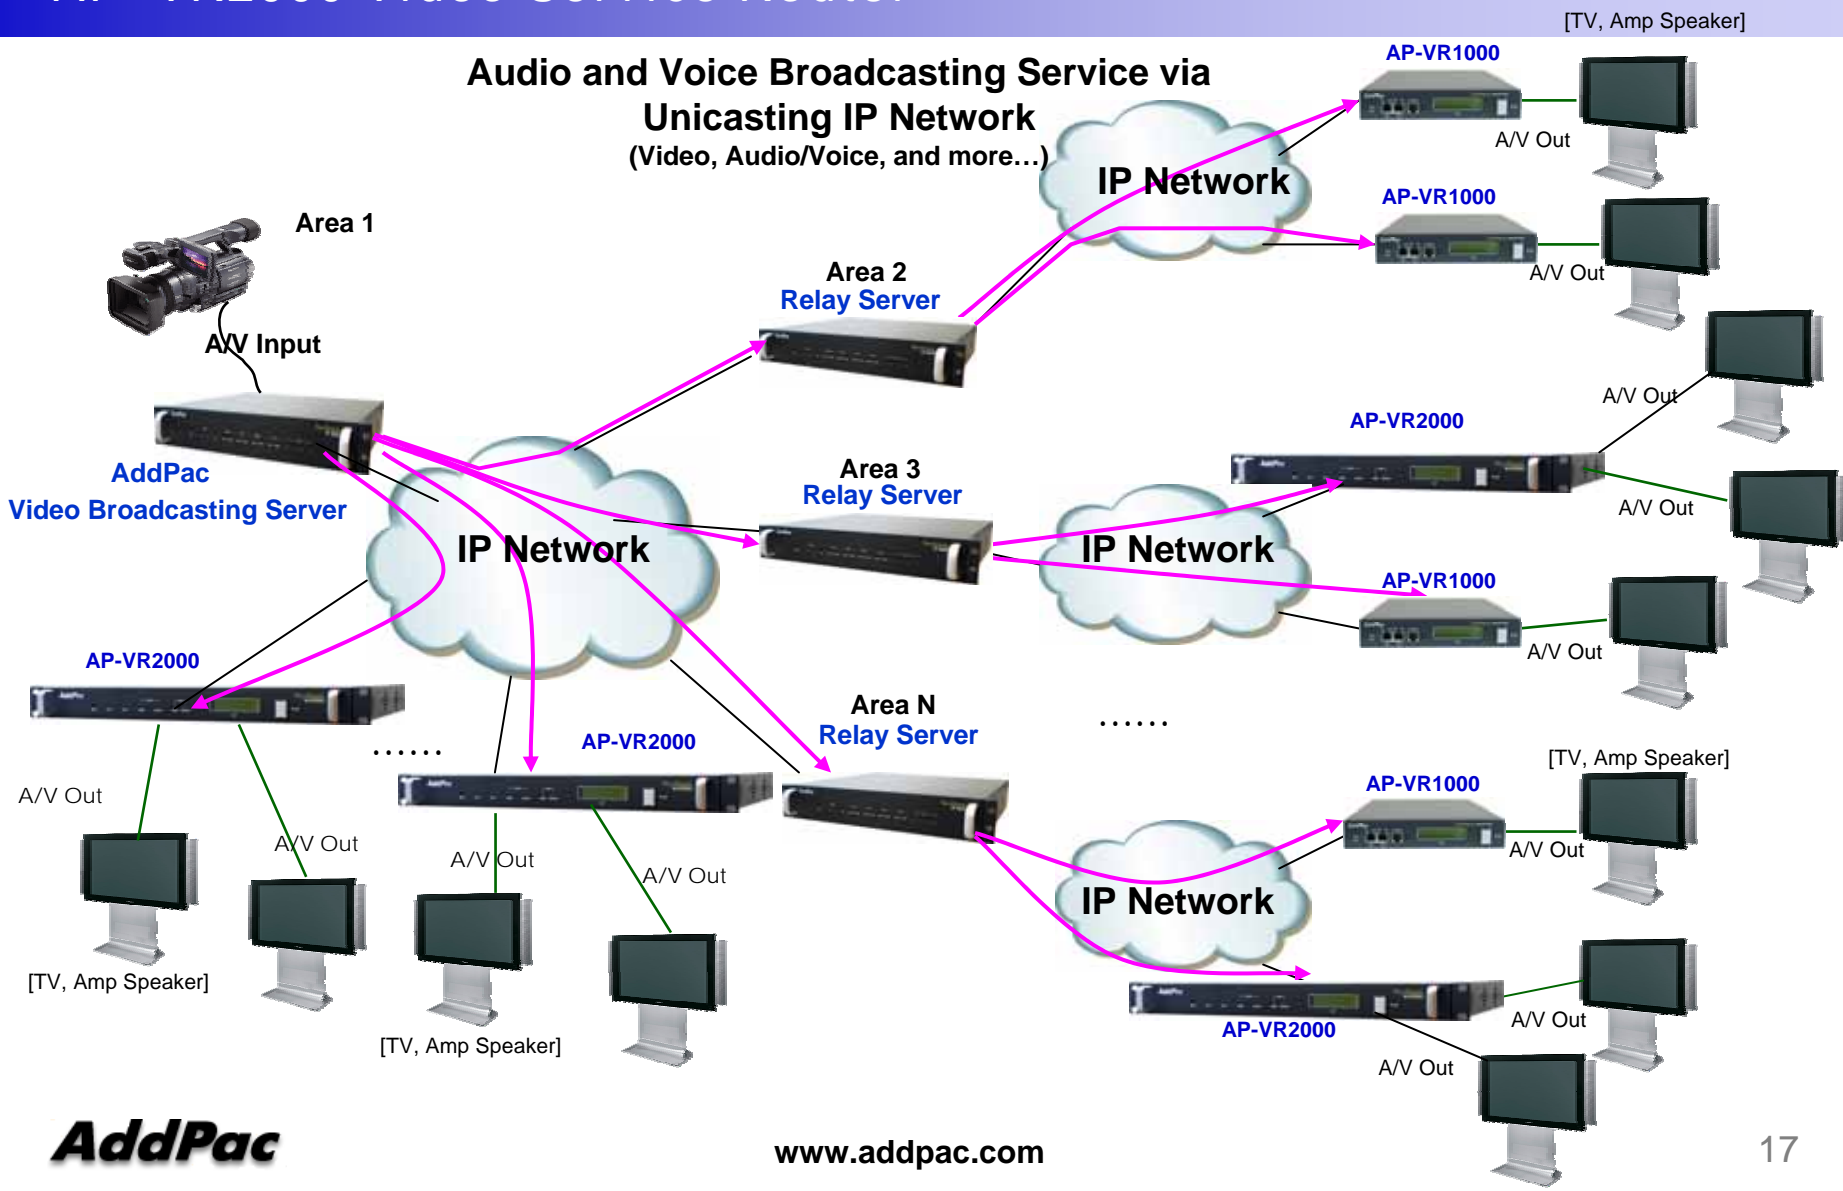 [TV, Amp Speaker]
Audio and Voice Broadcasting Service via
Unicasting IP Network
(Video, Audio/Voice, and more…)
AP-VR1000
A/V Out
IP Network
AP-VR1000
A/V Out
Area 1
A/V Input
Area 2
Relay Server
AddPac
Video Broadcasting Server
IP Network
Area 3
Relay Server
IP Network
AP-VR2000
A/V Out
A/V Out
AP-VR1000
A/V Out
AP-VR2000
A/V Out
A/V Out
[TV, Amp Speaker]
......
AP-VR2000
A/V Out
A/V Out
[TV, Amp Speaker]
Area N
Relay Server
......
IP Network
[TV, Amp Speaker]
AP-VR1000
A/V Out
AP-VR2000
A/V Out
A/V Out
AddPac
www.addpac.com
17